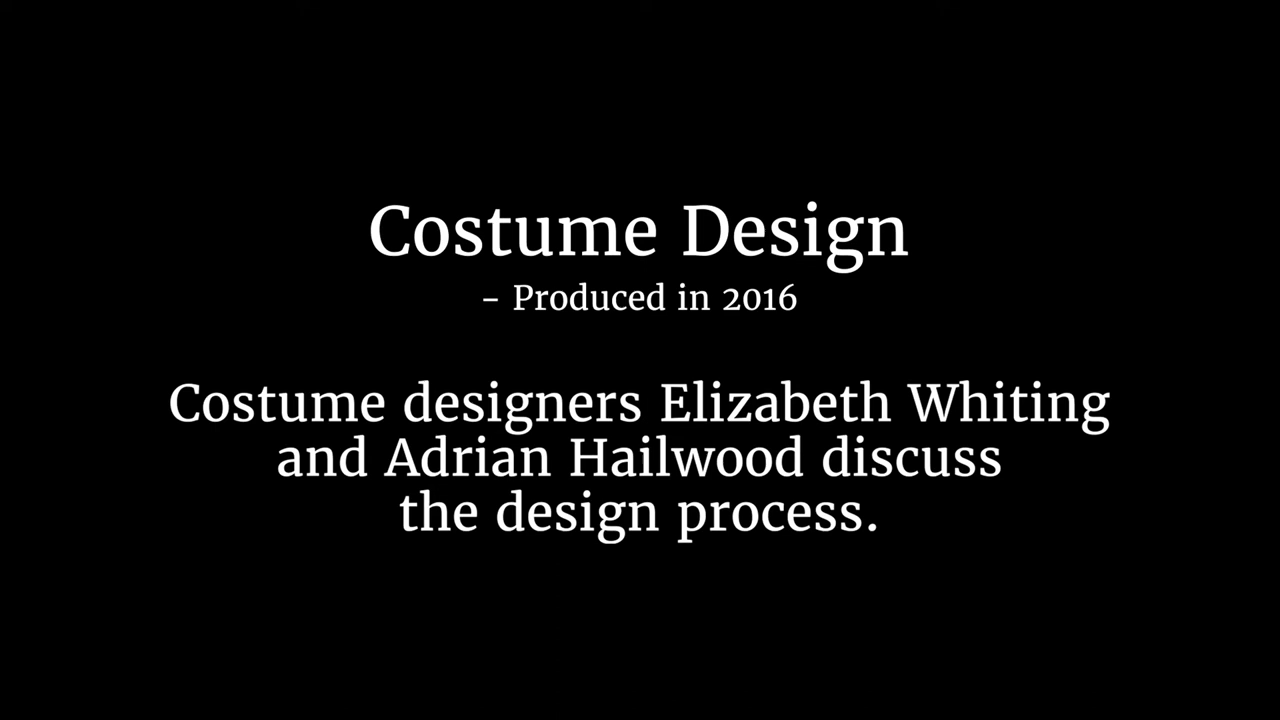 Costume Design
– Produced in 2016
Costume designers Elizabeth Whiting
and Adrian Hailwood discuss
the design process.